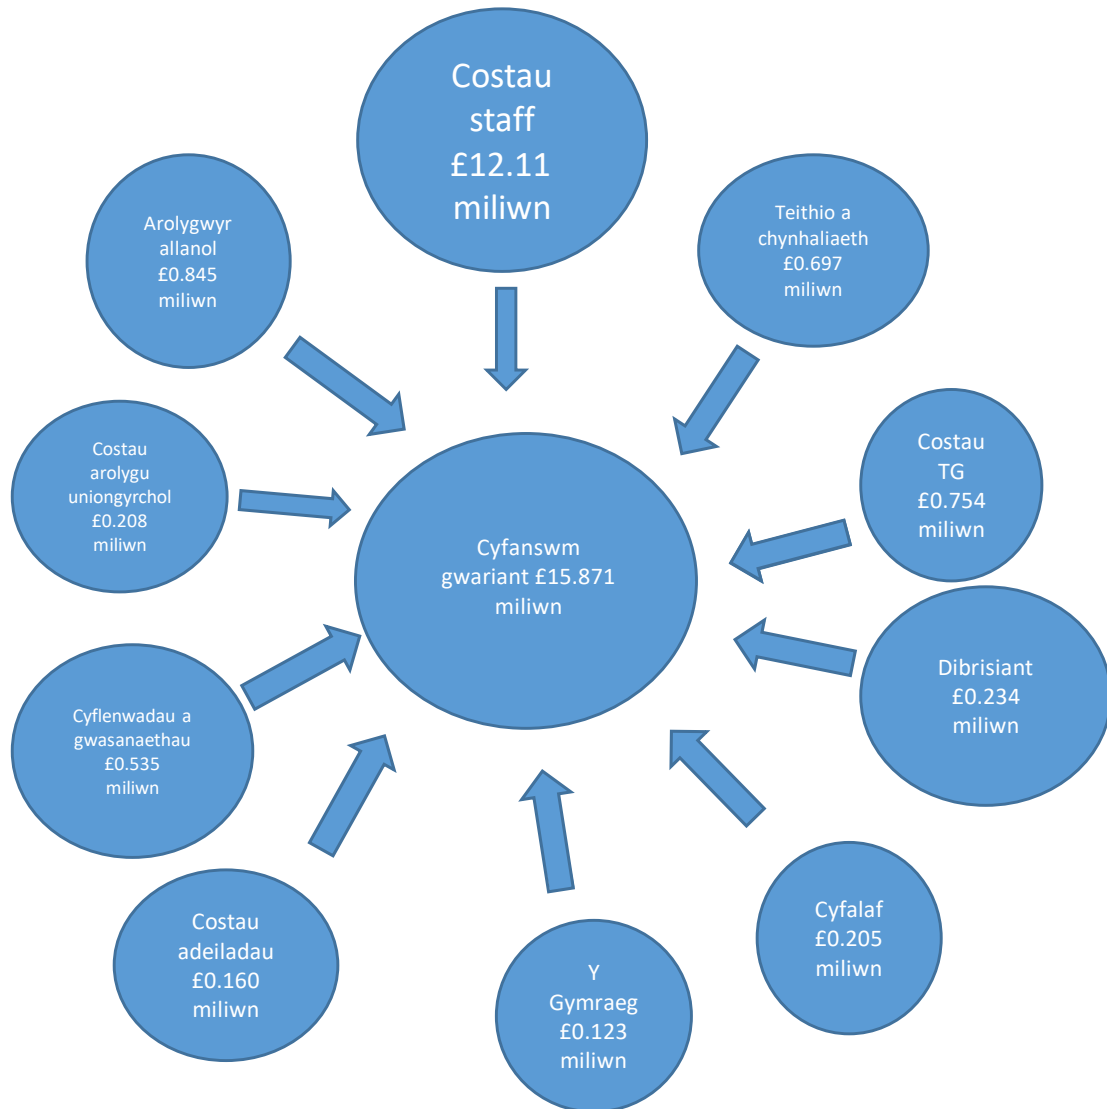 Costau
staff
£12.11
miliwn
Teithio a
chynhaliaeth
£0.697
miliwn
Costau
TG
£0.754
miliwn
Dibrisiant
£0.234
miliwn
Cyfalaf
£0.205
miliwn
Y
Gymraeg
£0.123
miliwn
Costau
adeiladau
£0.160
miliwn
Cyflenwadau a
gwasanaethau
£0.535
miliwn
Costau
arolygu
uniongyrchol
£0.208
miliwn
Arolygwyr
allanol
£0.845
miliwn
Cyfanswm
gwariant £15.871
miliwn